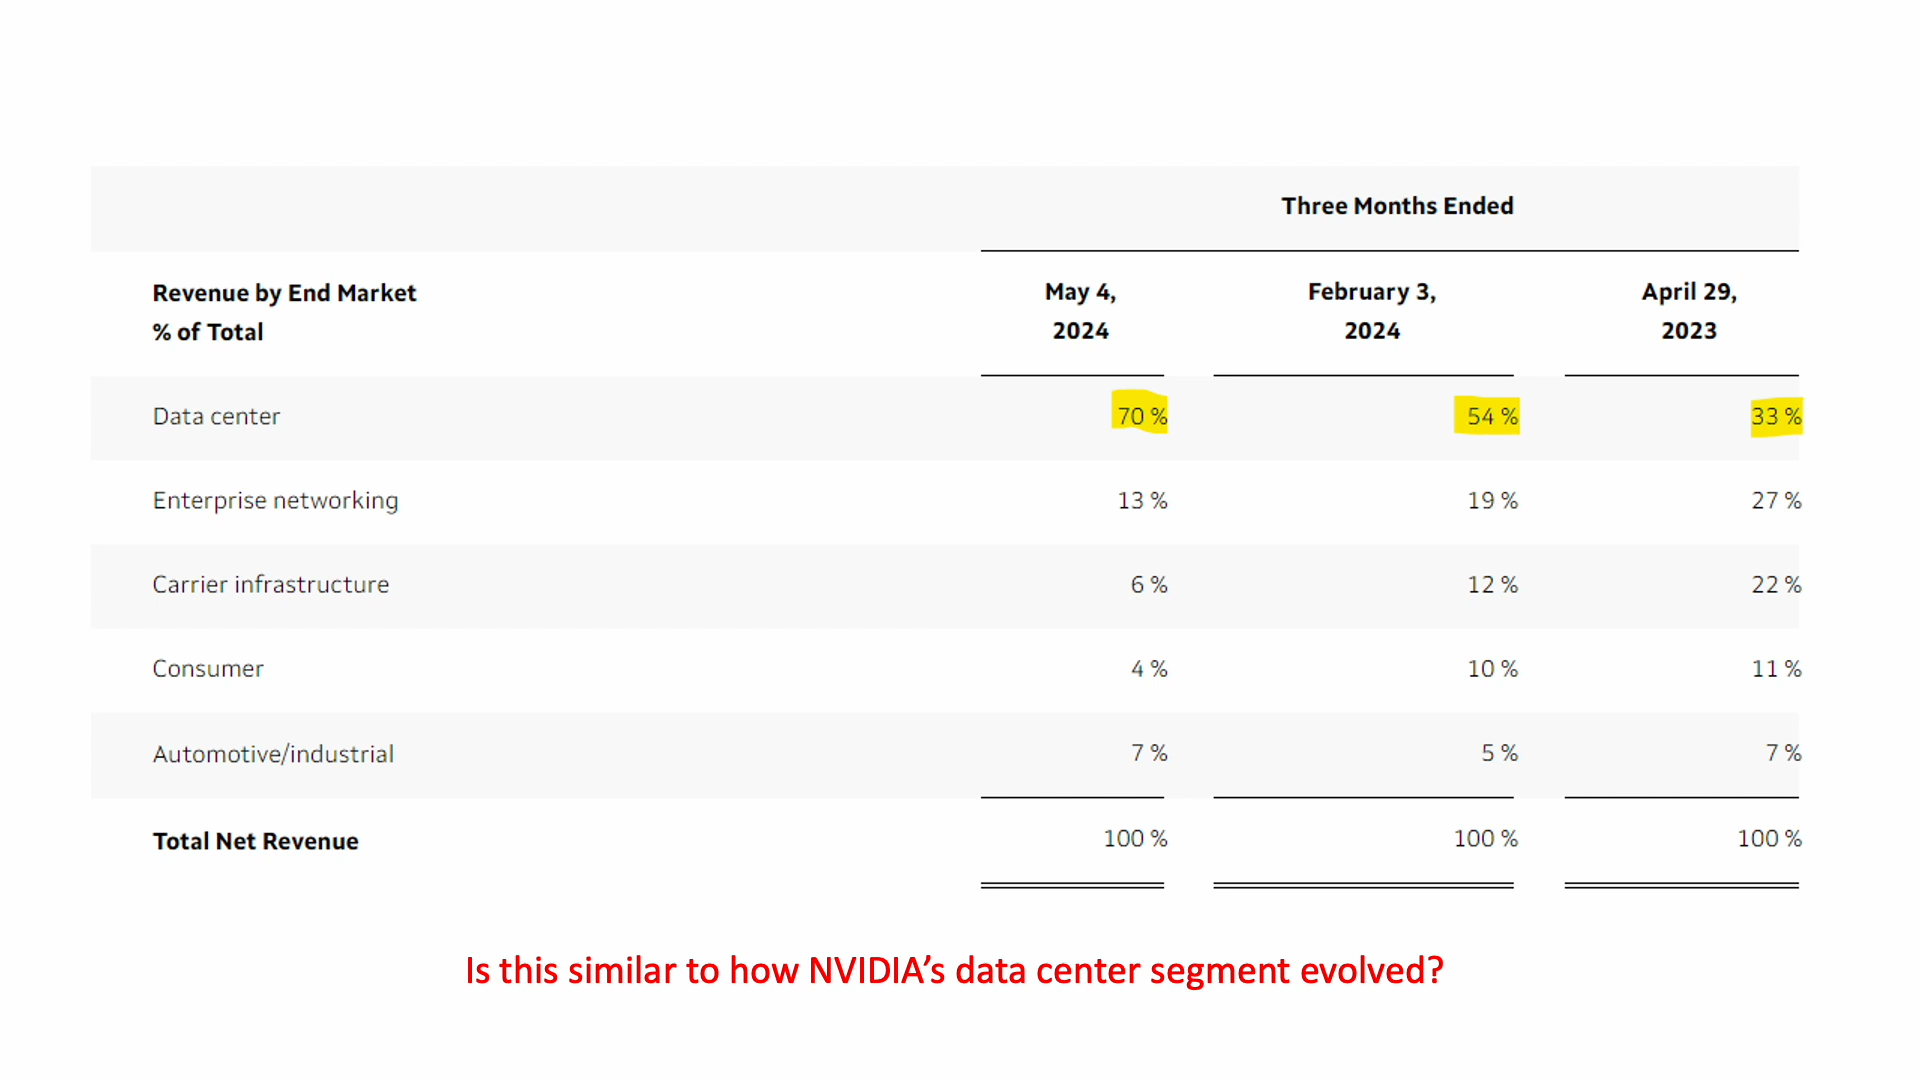 Three Months Ended
Revenue by End Market
% of Total
May 4,
2024
February 3,
2024
April 29,
2023
Data center 70 % 54 % 33 %
Enterprise networking 13 % 19 % 27 %
Carrier infrastructure 6 % 12 % 22 %
Consumer 4 % 10 % 11 %
Automotive/industrial 7 % 5 % 7 %
Total Net Revenue 100 % 100 % 100 %
Is this similar to how NVIDIA’s data center segment evolved?